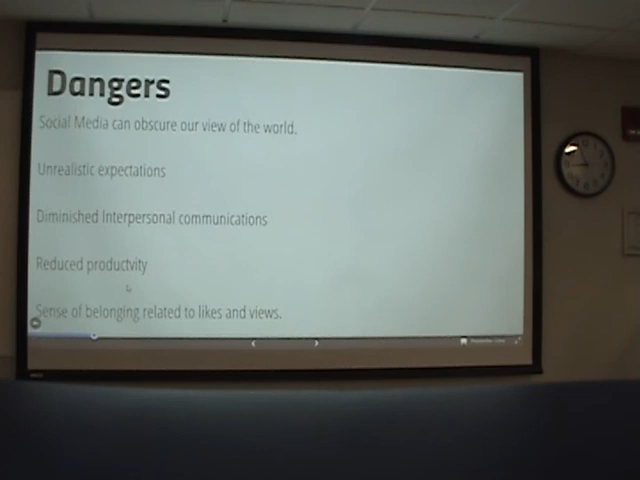 Dangers
Social Media can obscure our view of the world.
Unrealistic expectations
Diminished Interpersonal communications
Reduced productvity
Sense of belonging related to likes and views.